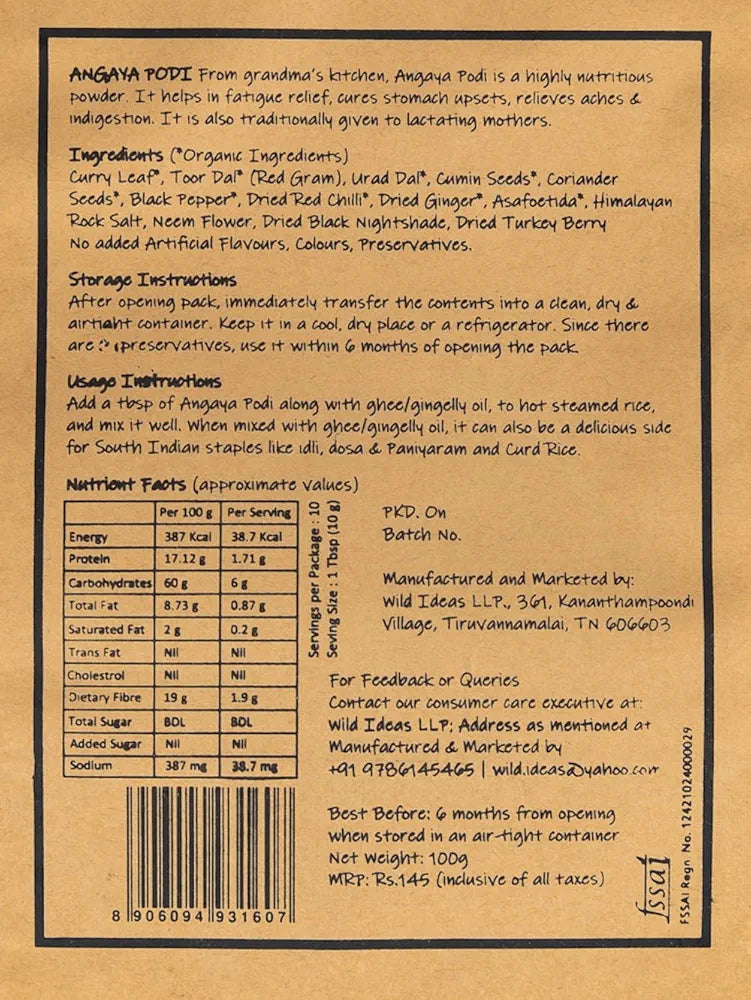 ANGAYA PODI From grandma's kitchen, Angaya Podi is a highly nutritious
powder. It helps in fatigue relief, cures stomach upsets, relieves aches &
indigestion. It is also traditionally given to lactating mothers.
Ingredients (*Organic Ingredients)
Curry Leaf*, Toor Dal* (Red Gram), Urad Dal*, Cumin Seeds*, Coriander
Seeds*, Black Pepper*, Dried Red Chilli*, Dried Ginger*, Asafoetida*, Himalayan
Rock Salt, Neem Flower, Dried Black Nightshade, Dried Turkey Berry
No added Artificial Flavours, Colours, Preservatives.
Storage Instructions
After opening pack, immediately transfer the contents into a clean, dry &
airtight container. Keep it in a cool, dry place or a refrigerator. Since there
are preservatives, use it within 6 months of opening the pack.
Usage Instructions
Add a tbsp of Angaya Podi along with ghee/gingelly oil, to hot steamed rice,
and mix it well. When mixed with ghee/gingelly oil, it can also be a delicious side
for South Indian staples like idli, dosa & Paniyaram and Curd Rice.
Nutrient Facts (approximate values)
Per 100 g Per Serving
Energy 387 Kcal 38.7 Kcal
Protein 17.12 g 1.71 g
Carbohydrates 60 g 6 g
Total Fat 8.73 g 0.87 g
Saturated Fat 2 g 0.2 g
Trans Fat Nil Nil
Cholestrol Nil Nil
Dietary Fibre 19 g 1.9 g
Total Sugar BDL BDL
Added Sugar Nil Nil
Sodium 387 mg 38.7 mg
Servings per Package : 10
Seving Size : 1 Tbsp (10 g)
PKD. On
Batch No.
Manufactured and Marketed by:
Wild Ideas LLP., 361, Kananthampoondi
Village, Tiruvannamalai, TN 606603
For Feedback or Queries
Contact our consumer care executive at:
Wild Ideas LLP; Address as mentioned at
Manufactured & Marketed by
+91 9786145465 | wild.ideas@yahoo.com
Best Before: 6 months from opening
when stored in an air-tight container
Net Weight: 100g
MRP: Rs.145 (inclusive of all taxes)
8 906094 931607
fssai
FSSAI Regn. No. 12421024000029